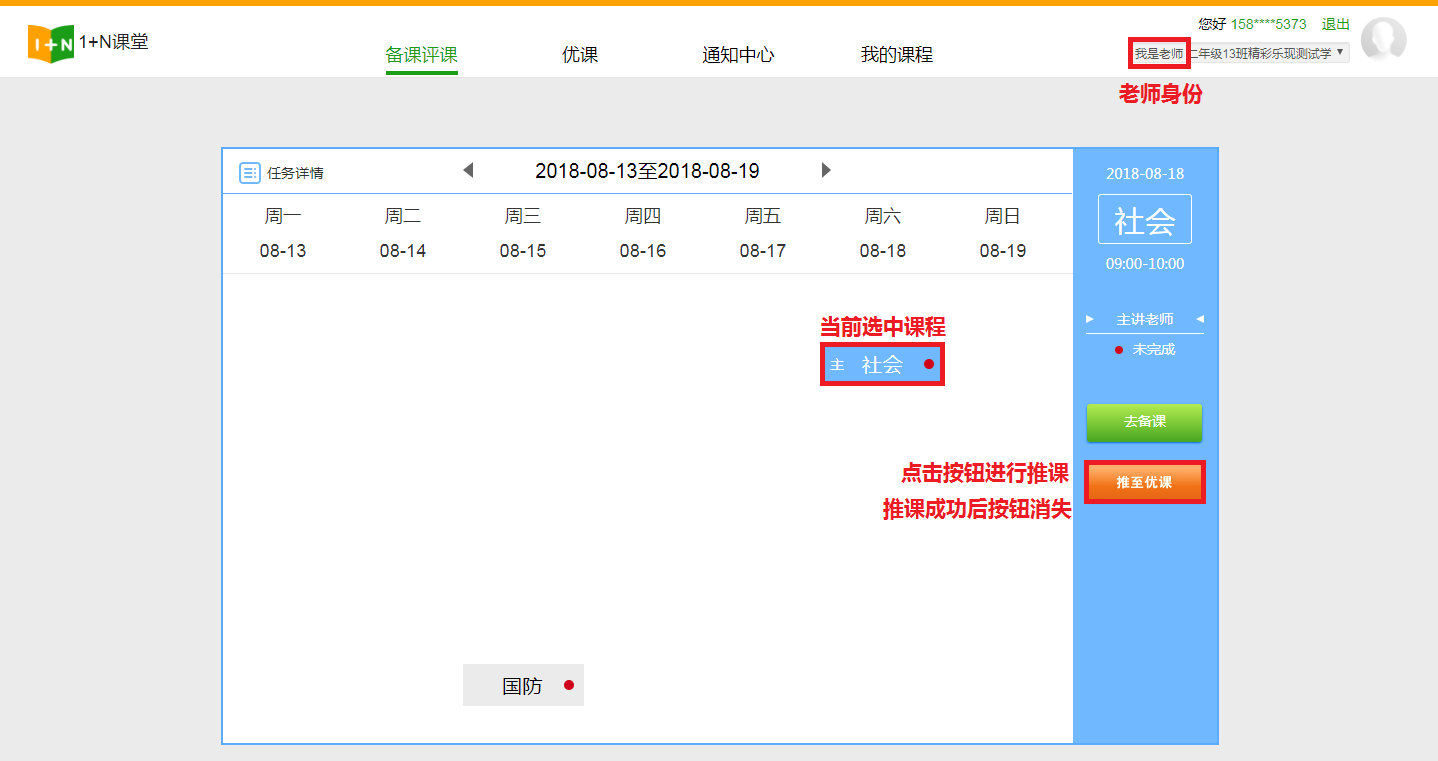 1+N 1+N课堂
备课评课 优课 通知中心 我的课程
您好 158****5373 退出
我是老师 二年级13班精彩乐现测试学
老师身份
任务详情
2018-08-13至2018-08-19
周一 周二 周三 周四 周五 周六 周日
08-13 08-14 08-15 08-16 08-17 08-18 08-19
当前选中课程
主 社会
点击按钮进行推课
推课成功后按钮消失
国防
2018-08-18
社会
09:00-10:00
主讲老师
未完成
去备课
推至优课